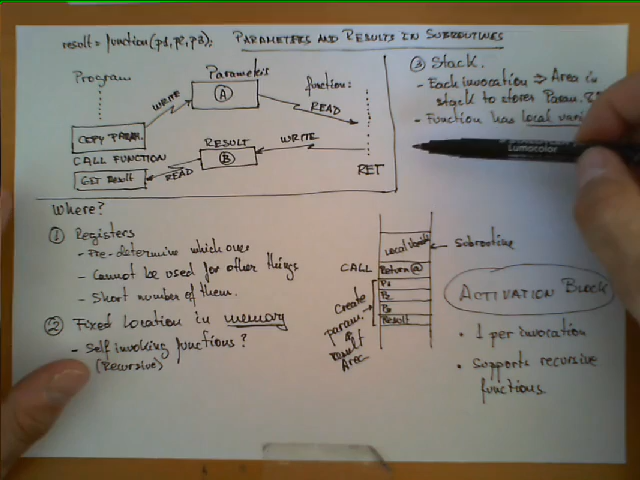 result = function(p1, p2, p3);
PARAMETERS AND RESULTS IN SUBROUTINES
Program
Parameters
function:
WRITE
A
READ
COPY PARAM
CALL FUNCTION
GET RESULT
RESULT
B
WRITE
READ
RET
③ Stack.
- Each invocation ⇒ Area in
stack to store Param. &
- Function has local
Lumocolor
Where?
① Registers
- Pre-determine which
- Cannot be used for other things
- Short number of them.
② Fixed location in memory
- Self invoking functions?
(Recursive)
Local
Subroutine
CALL
Return @
P1
P2
P3
Result
Create
param.
&
result
Area
ACTIVATION BLOCK
• 1 per invocation
• Supports recursive
functions.